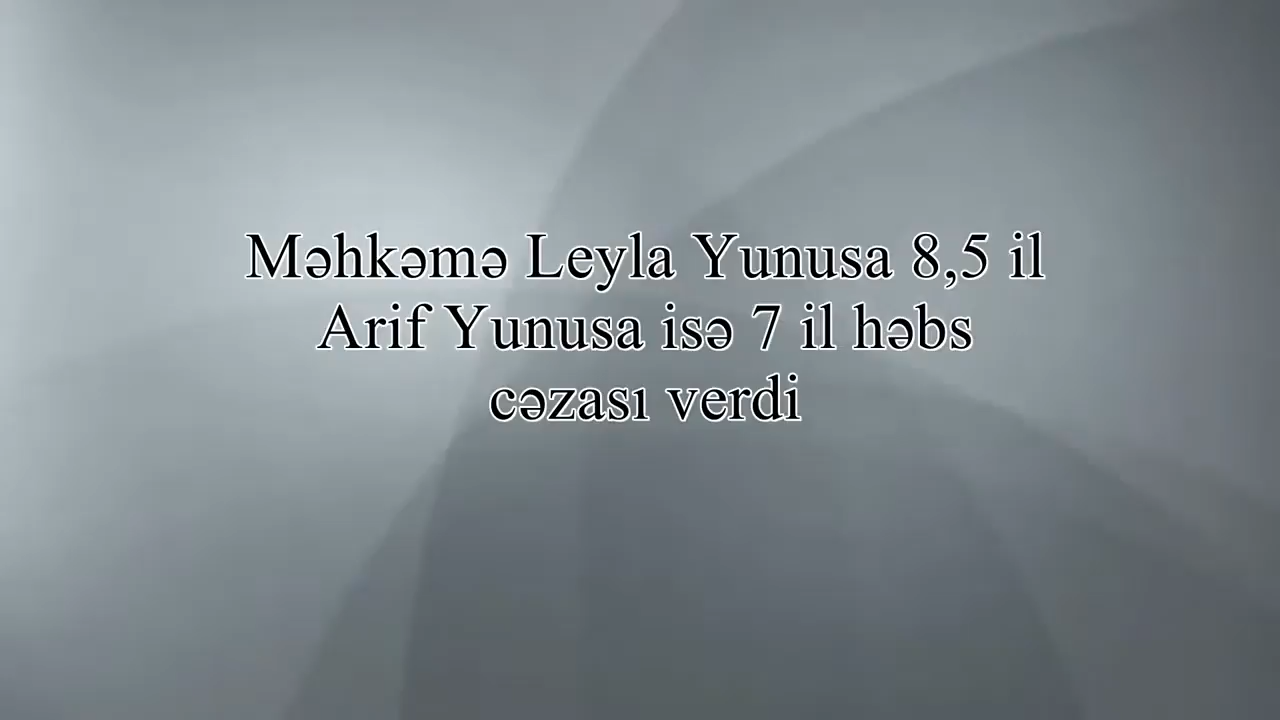 Məhkəmə Leyla Yunusa 8,5 il
Arif Yunusa isə 7 il həbs
cəzası verdi